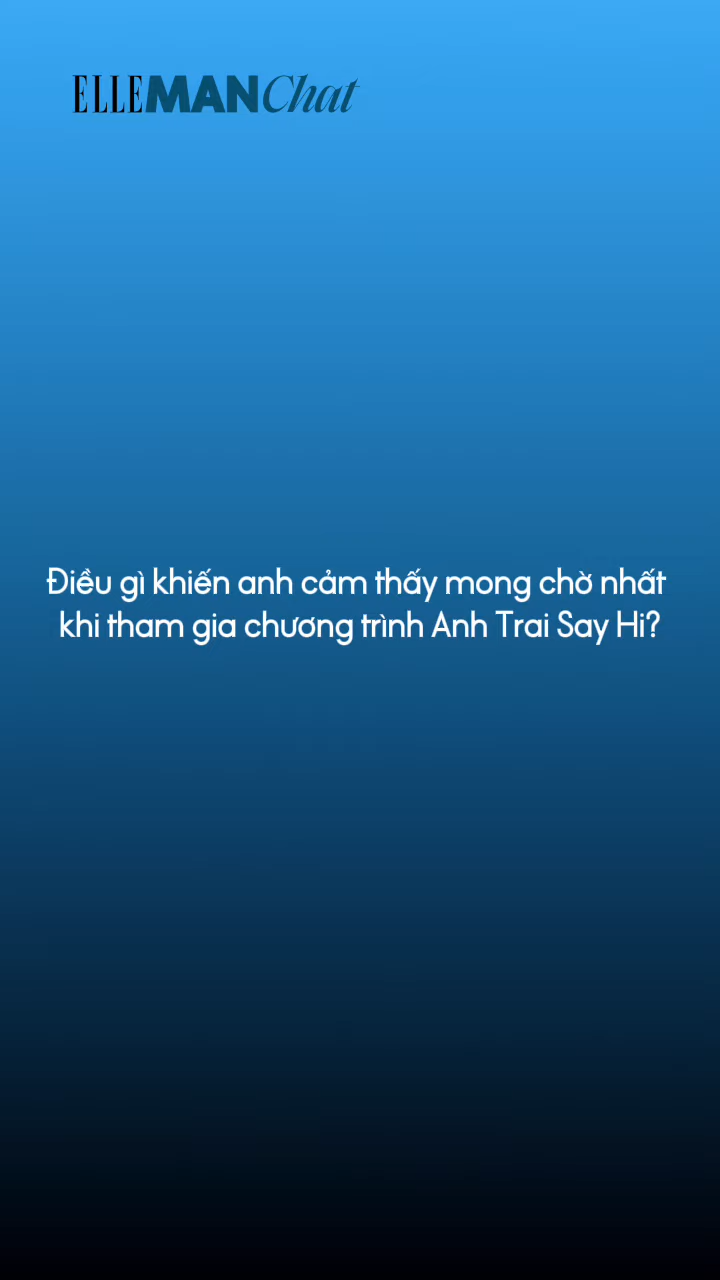 ELLEMANChat
Điều gì khiến anh cảm thấy mong chờ nhất
khi tham gia chương trình Anh Trai Say Hi?